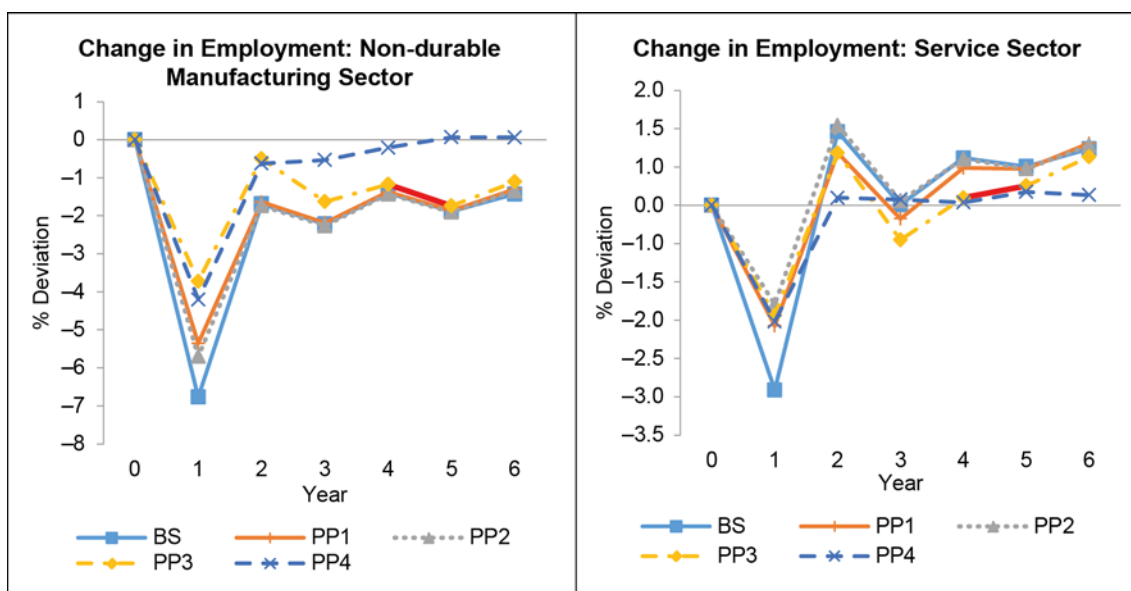 Change in Employment: Non-durable
Manufacturing Sector
% Deviation
1
0
–1
–2
–3
–4
–5
–6
–7
–8
0 1 2 3 4 5 6
Year
BS PP1 PP2
PP3 PP4
Change in Employment: Service Sector
% Deviation
2.0
1.5
1.0
0.0
–1.0
–1.5
–2.0
–2.5
–3.0
–3.5
0 1 2 3 4 5 6
Year
BS PP1 PP2
PP3 PP4